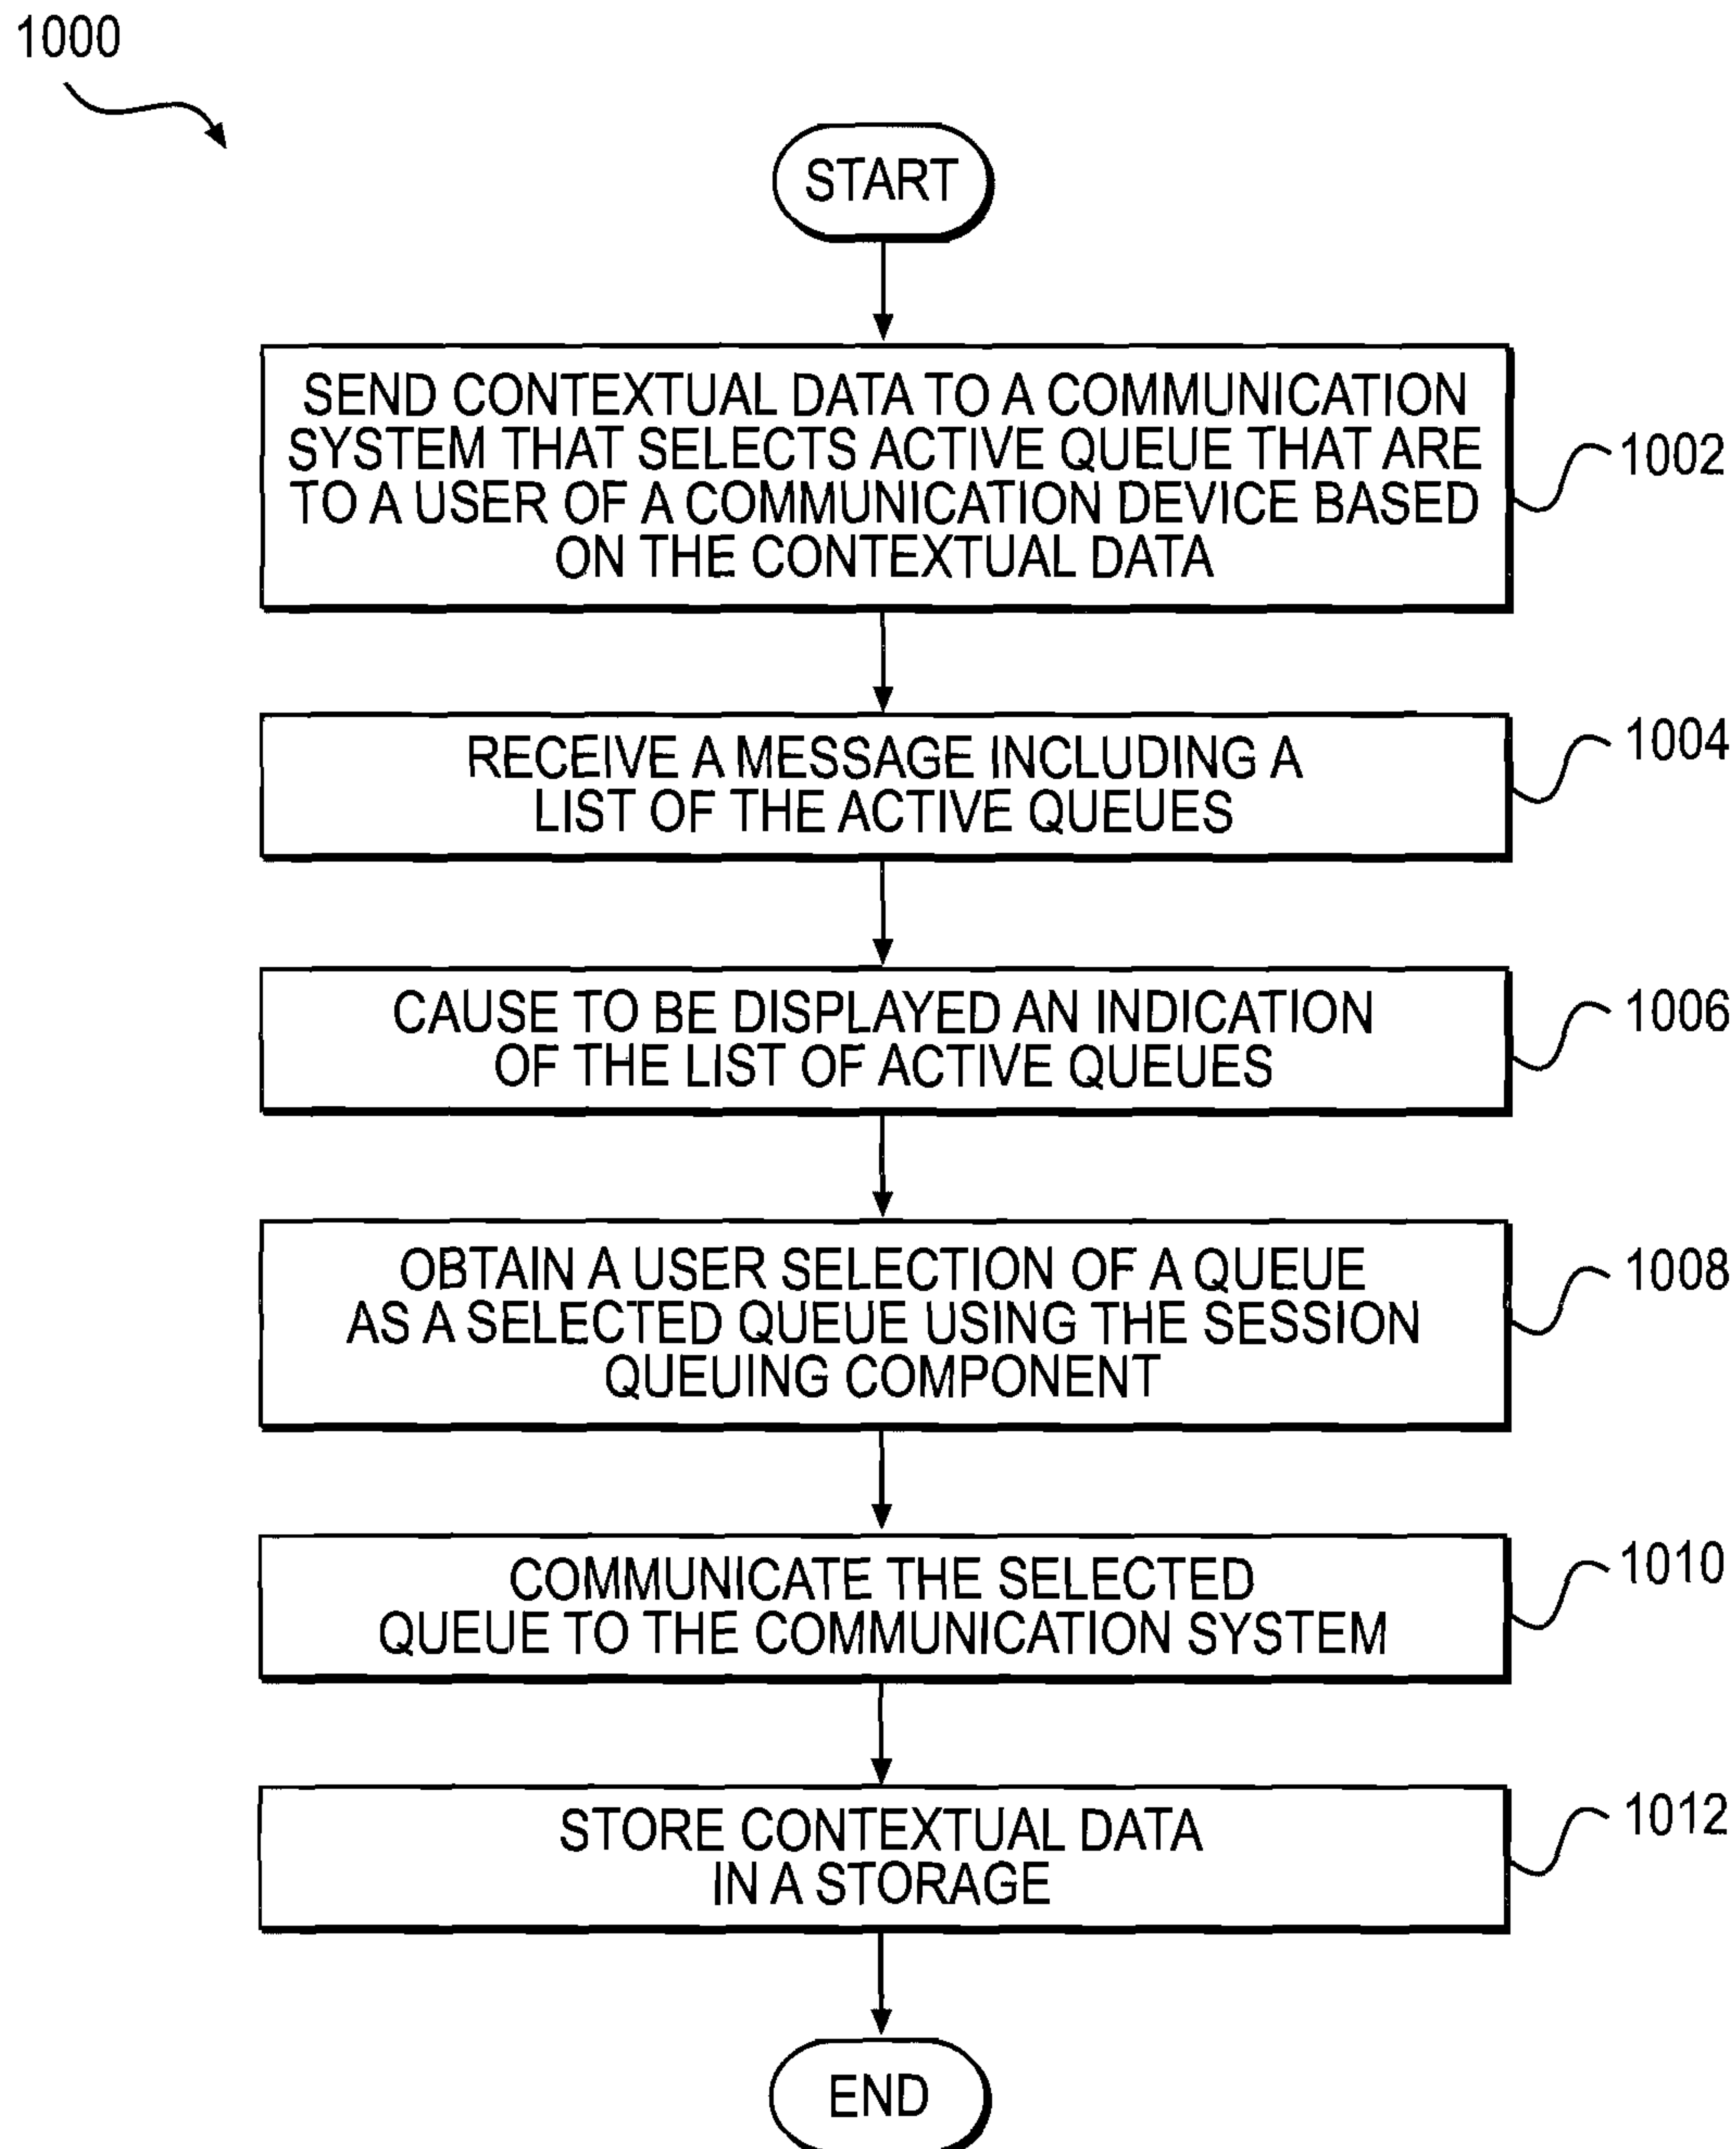 1000
START
SEND CONTEXTUAL DATA TO A COMMUNICATION
SYSTEM THAT SELECTS ACTIVE QUEUE THAT ARE
TO A USER OF A COMMUNICATION DEVICE BASED
ON THE CONTEXTUAL DATA
1002
RECEIVE A MESSAGE INCLUDING A
LIST OF THE ACTIVE QUEUES
1004
CAUSE TO BE DISPLAYED AN INDICATION
OF THE LIST OF ACTIVE QUEUES
1006
OBTAIN A USER SELECTION OF A QUEUE
AS A SELECTED QUEUE USING THE SESSION
QUEUING COMPONENT
1008
COMMUNICATE THE SELECTED
QUEUE TO THE COMMUNICATION SYSTEM
1010
STORE CONTEXTUAL DATA
IN A STORAGE
1012
END